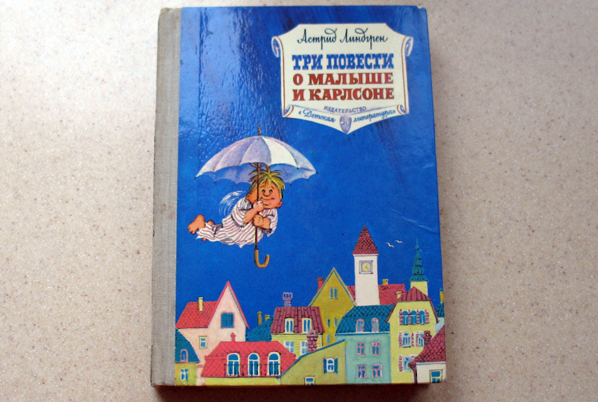 Астрид Линдгрен
ТРИ ПОВЕСТИ
О МАЛЫШЕ
И КАРЛСОНЕ
ИЗДАТЕЛЬСТВО
«Детская литература»